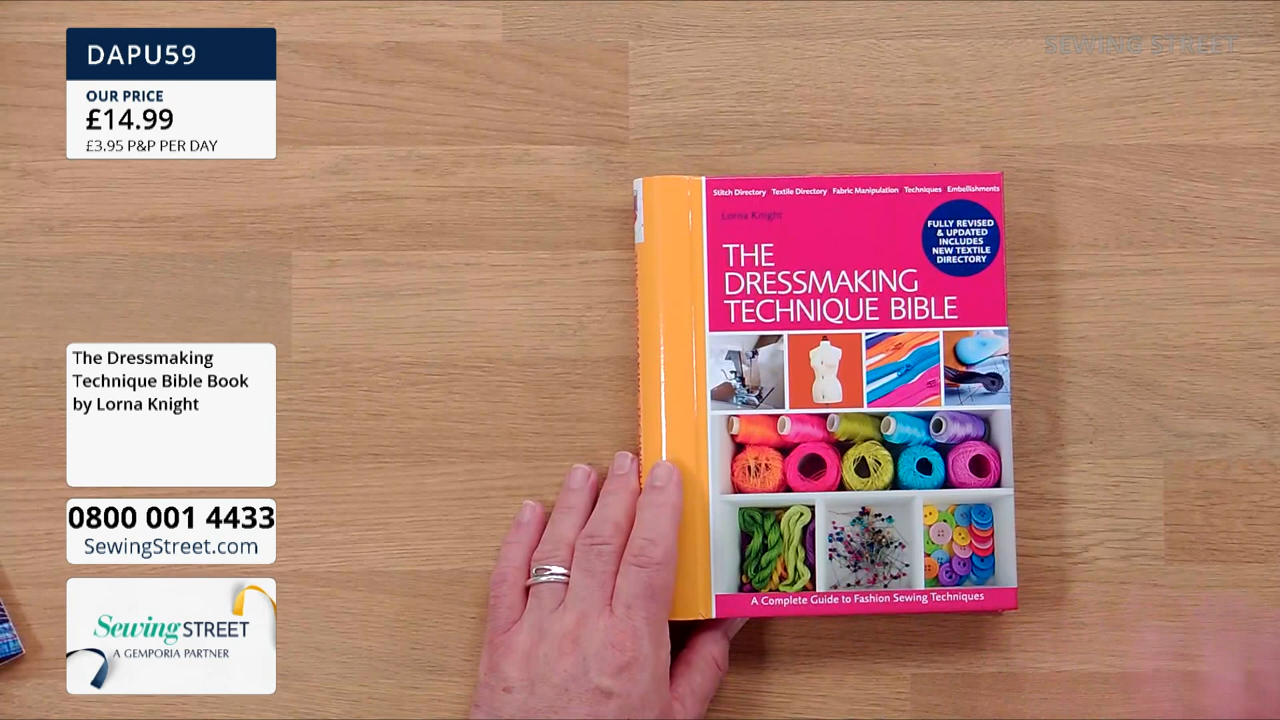 DAPU59
OUR PRICE
£14.99
£3.95 P&P PER DAY
SEWING STREET
Stitch Directory Textile Directory Fabric Manipulation Techniques Embellishments
Lorna Knight
FULLY REVISED
& UPDATED
INCLUDES
NEW TEXTILE
DIRECTORY
THE
DRESSMAKING
TECHNIQUE BIBLE
A Complete Guide to Fashion Sewing Techniques
The Dressmaking
Technique Bible Book
by Lorna Knight
0800 001 4433
SewingStreet.com
Sewing STREET
A GEMPORIA PARTNER